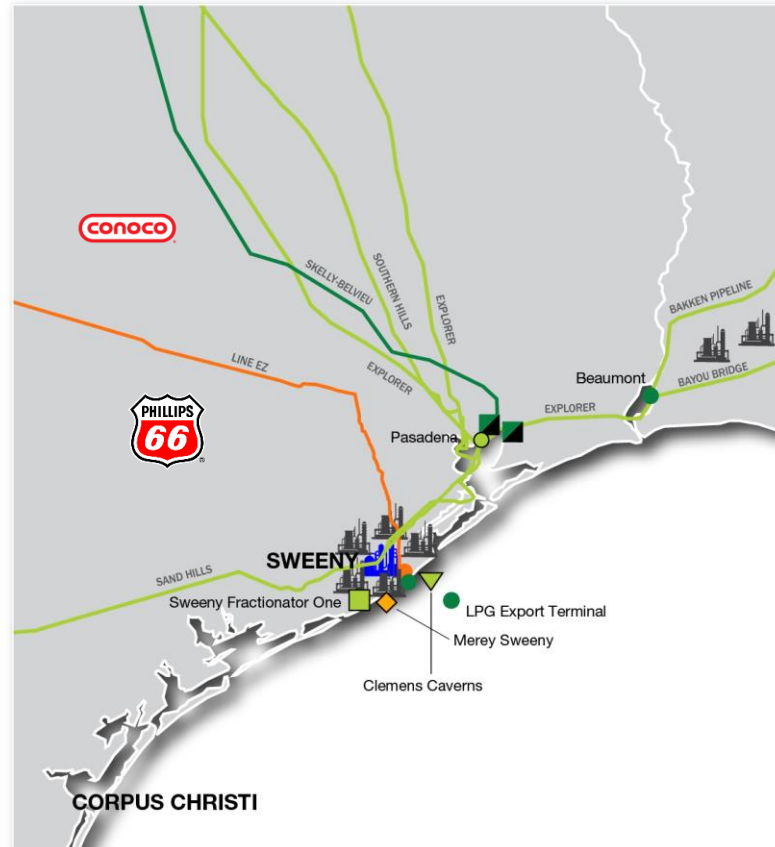 CONOCO
SKELLY-BELVIEU
SOUTHERN HILLS
EXPLORER
BAKKEN PIPELINE
LINE EZ
EXPLORER
Beaumont
BAYOU BRIDGE
PHILLIPS
66
EXPLORER
Pasadena
SWEENY
SAND HILLS
Sweeny Fractionator One
LPG Export Terminal
Merey Sweeny
Clemens Caverns
CORPUS CHRISTI